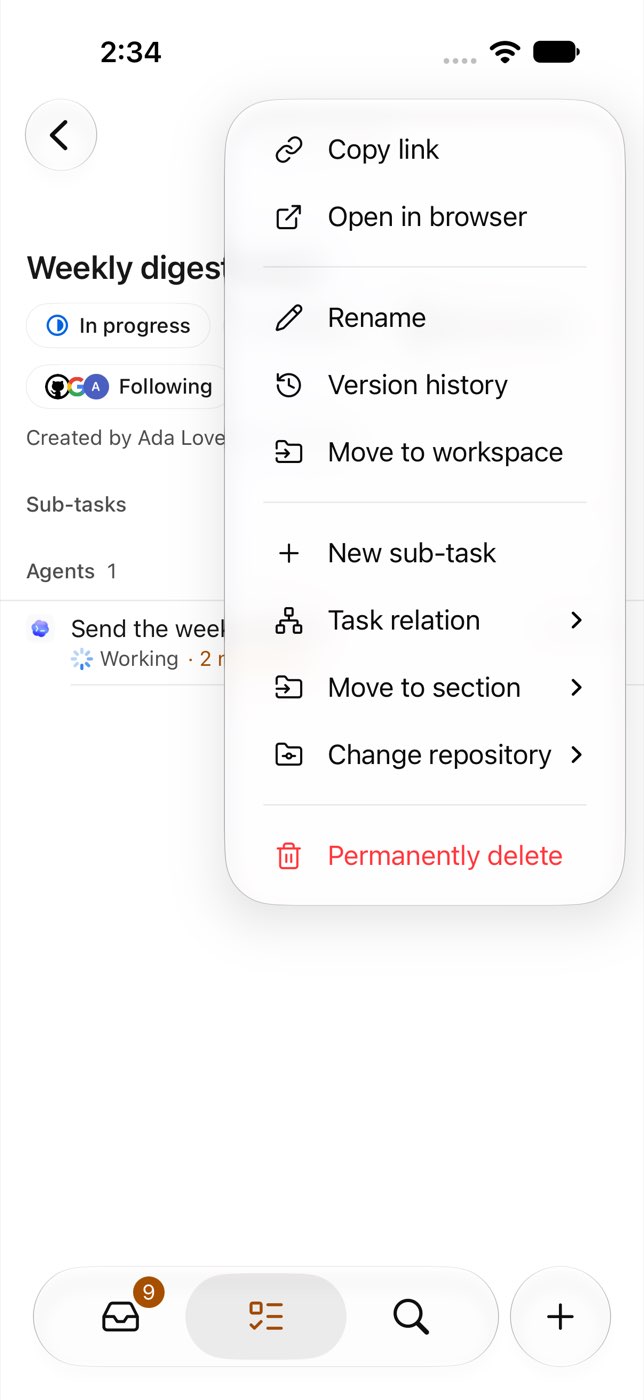 2:34
Copy link
Open in browser
Weekly digest
Rename
In progress
Version history
A Following
Created by Ada
Move to workspace
Sub-tasks
New sub-task
Agents 1
Task relation
Send the
Working · 2
Move to section
Change repository
Permanently delete
9